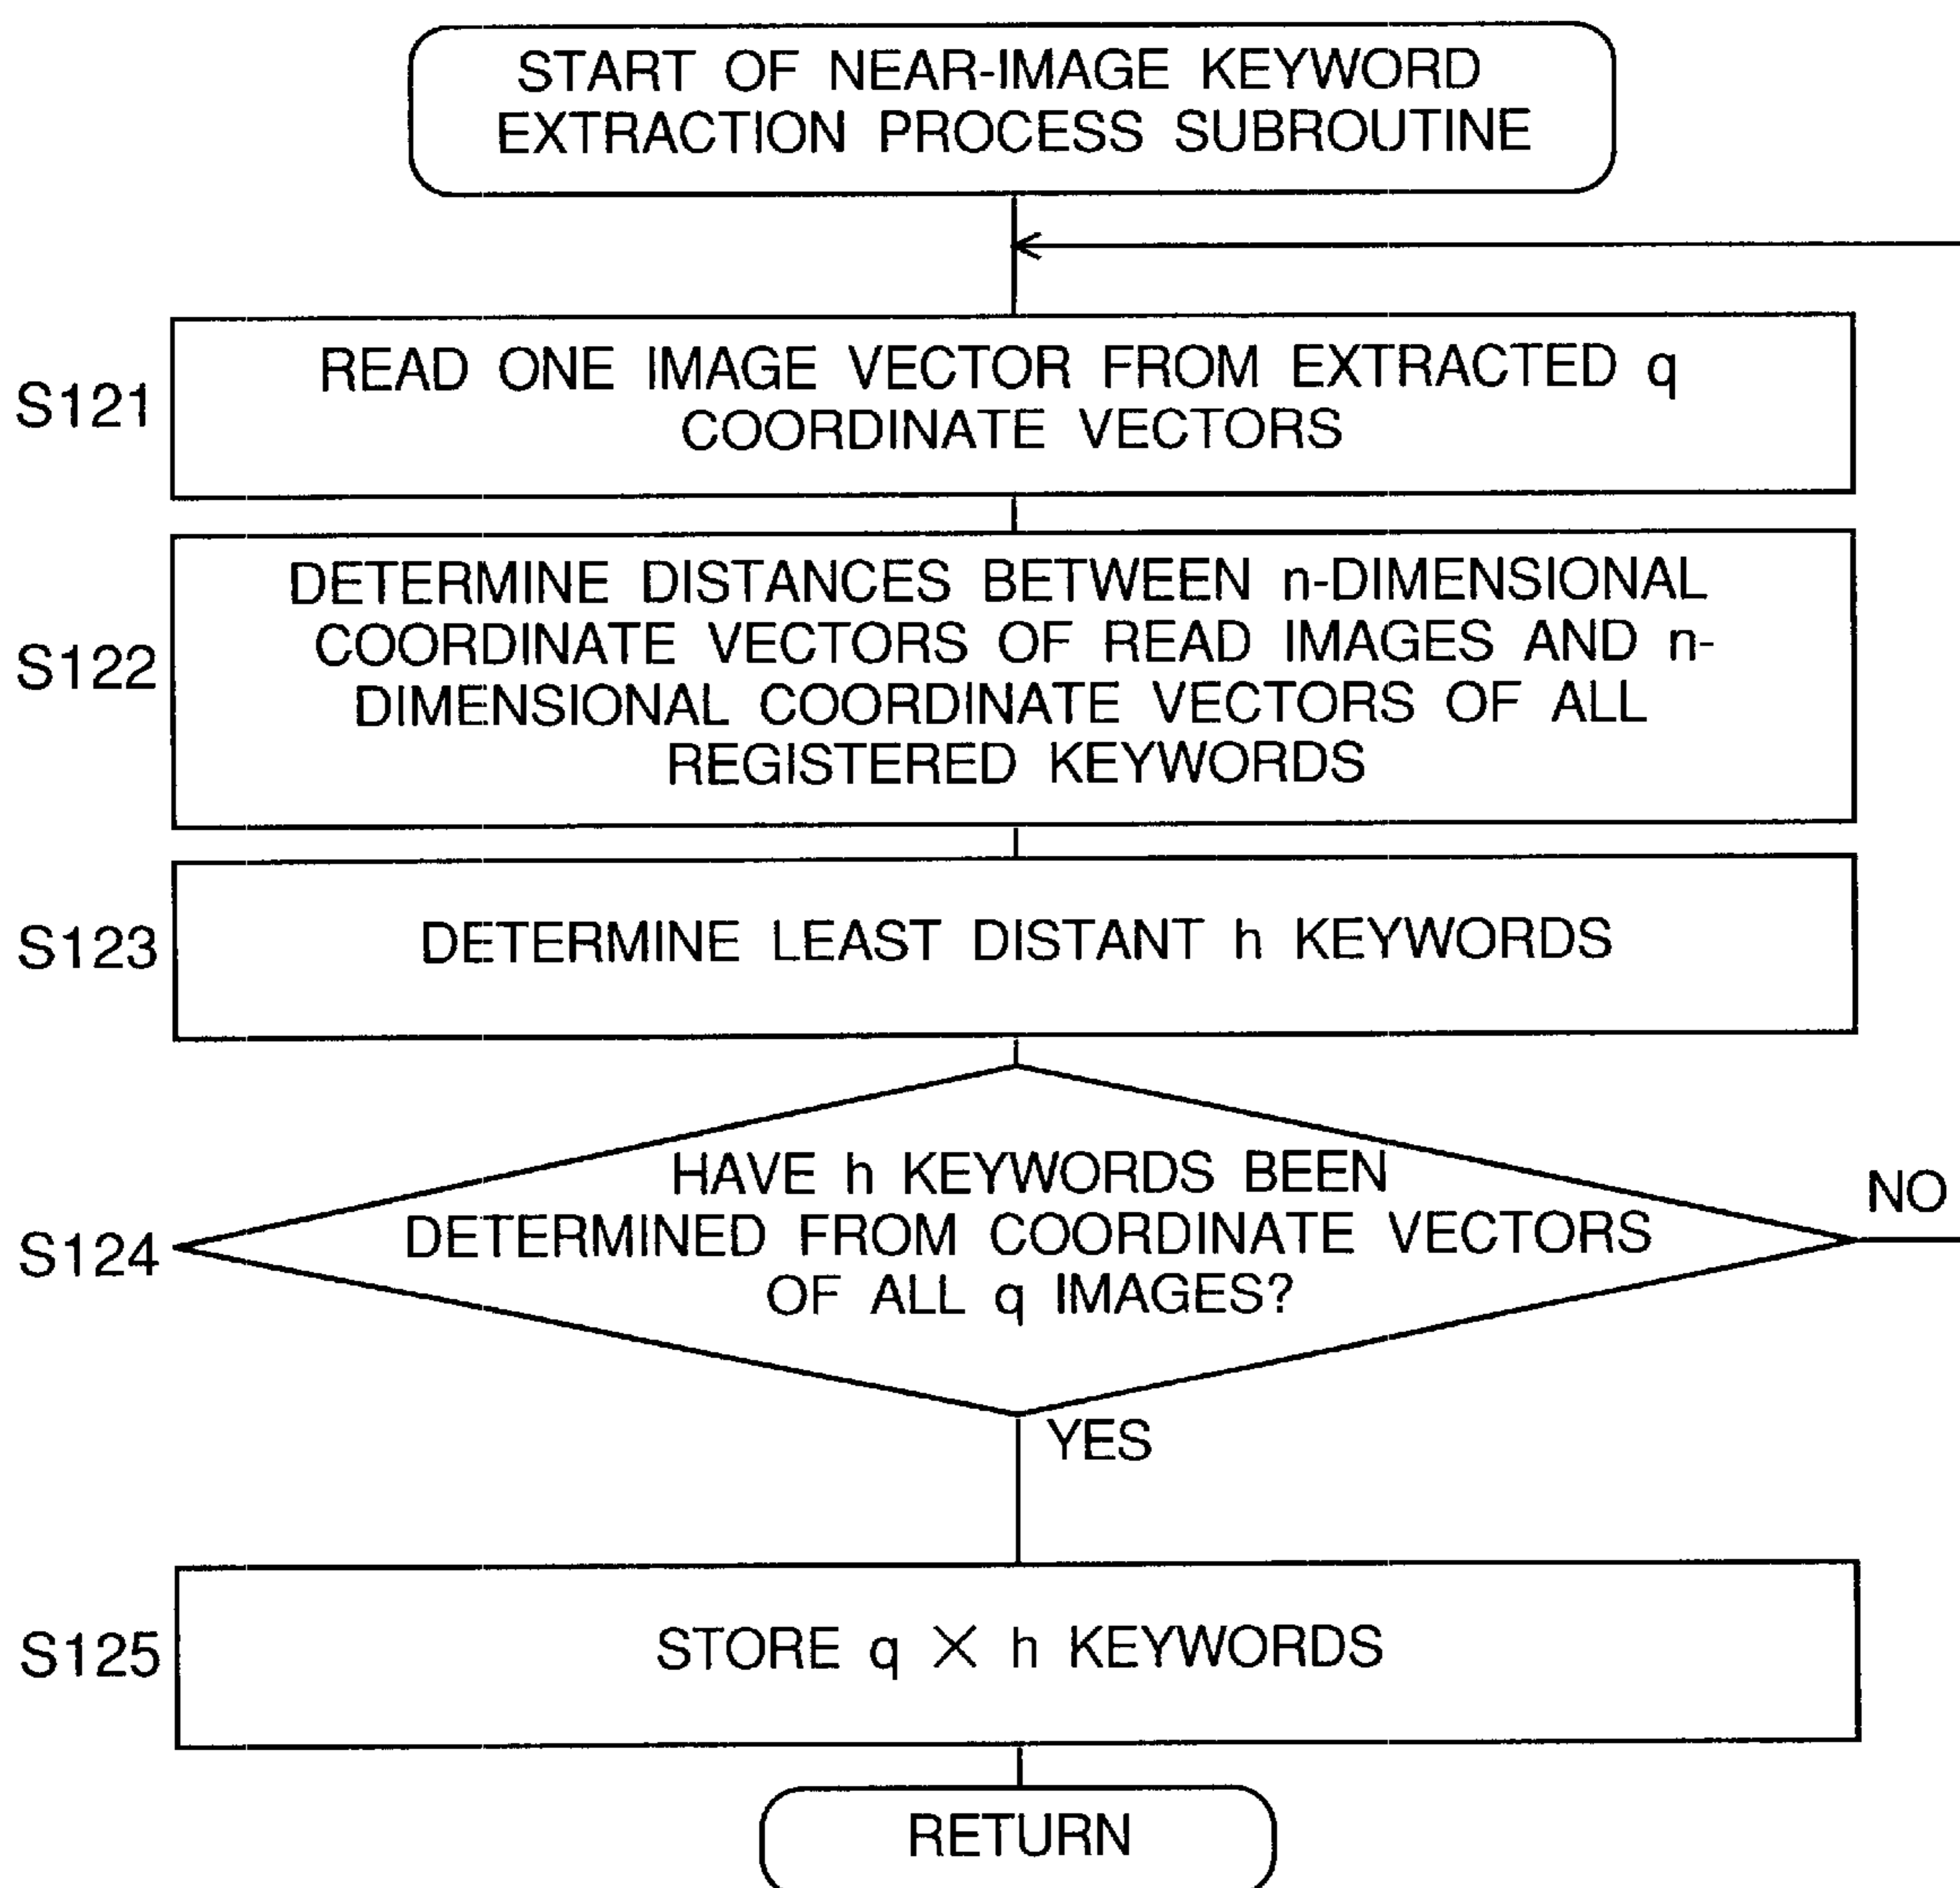 START OF NEAR-IMAGE KEYWORD
EXTRACTION PROCESS SUBROUTINE
S121
READ ONE IMAGE VECTOR FROM EXTRACTED q
COORDINATE VECTORS
S122
DETERMINE DISTANCES BETWEEN n-DIMENSIONAL
COORDINATE VECTORS OF READ IMAGES AND n-
DIMENSIONAL COORDINATE VECTORS OF ALL
REGISTERED KEYWORDS
S123
DETERMINE LEAST DISTANT h KEYWORDS
S124
HAVE h KEYWORDS BEEN
DETERMINED FROM COORDINATE VECTORS
OF ALL q IMAGES?
NO
YES
S125
STORE q × h KEYWORDS
RETURN